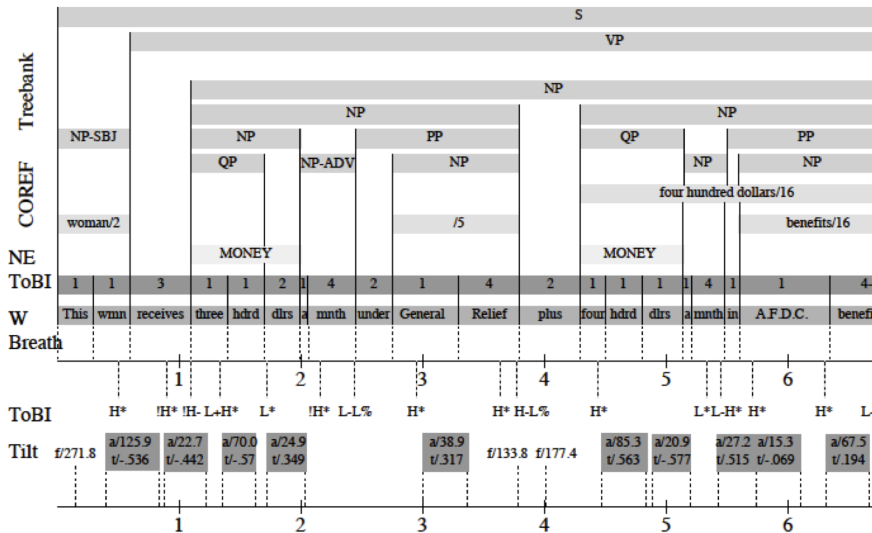 S
VP
NP
NP NP
NP-SBJ NP PP QP PP
QP NP-ADV NP NP NP
four hundred dollars/16
woman/2 /5 benefits/16
MONEY MONEY
Treebank
COREF
NE
ToBI 1 1 3 1 1 2 1 4 2 1 4 2 1 1 1 1 4 1 1 4-
W This wmn receives three hdrd dlrs a mnth under General Relief plus four hdrd dlrs a mnth in A.F.D.C. benefi
Breath
1 2 3 4 5 6
ToBI H* !H* !H- L+H* L* !H* L-L% H* H* H-L% H* L* L-H* H* H* L-
Tilt f/271.8 a/125.9 a/22.7 a/70.0 a/24.9 a/38.9 f/133.8 f/177.4 a/85.3 a/20.9 a/27.2 a/15.3 a/67.5
t/-.536 t/-.442 t/-.57 t/.349 t/.317 t/.563 t/-.577 t/.515 t/-.069 t/.194
1 2 3 4 5 6